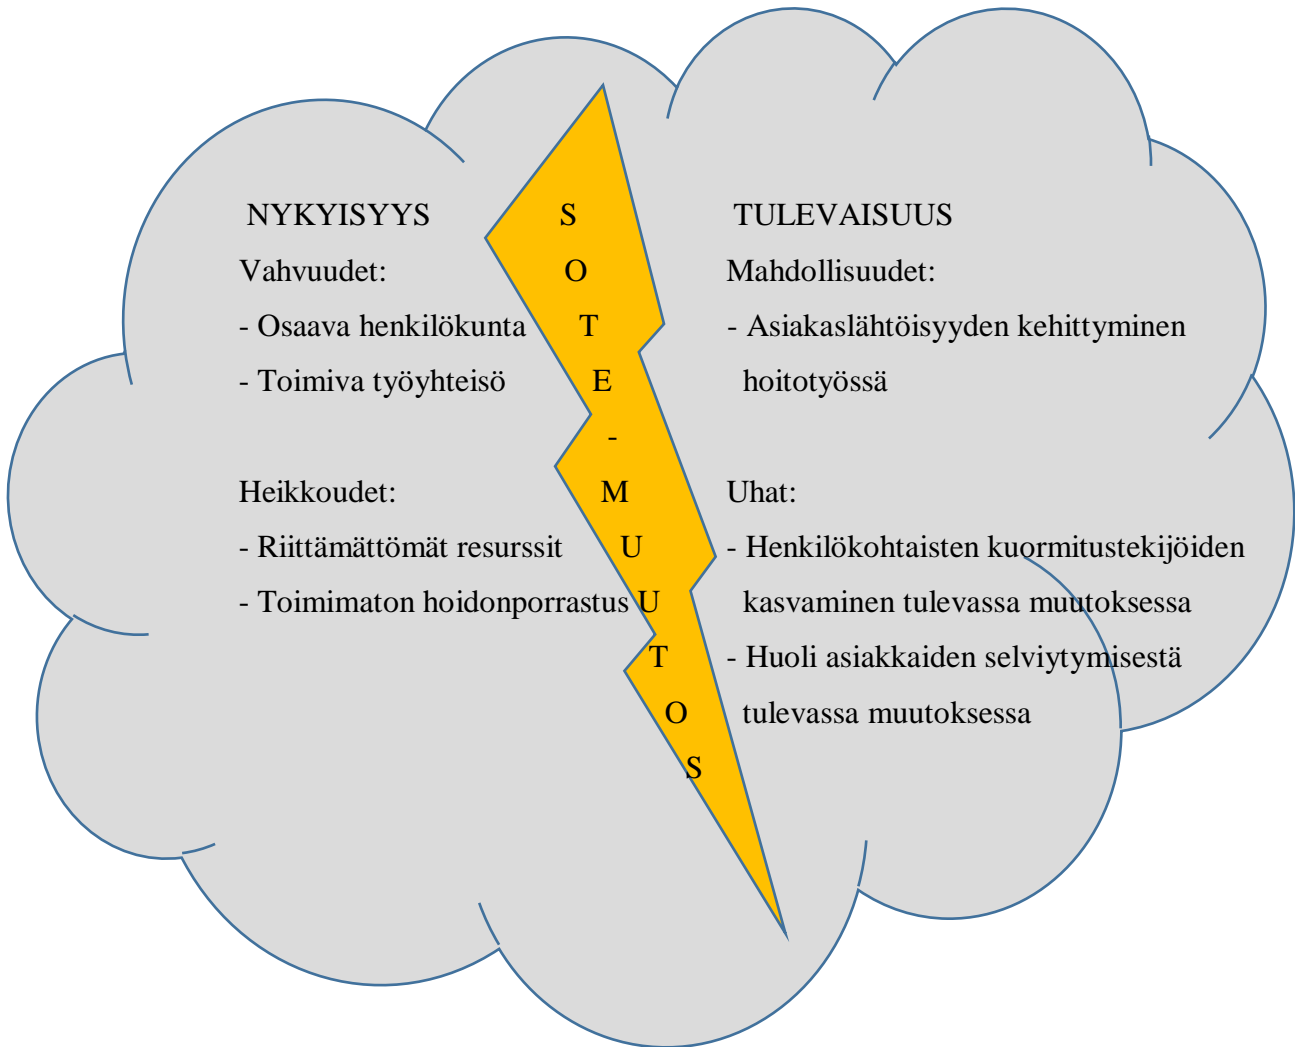 NYKYISYYS
Vahvuudet:
- Osaava henkilökunta
- Toimiva työyhteisö
Heikkoudet:
- Riittämättömät resurssit
- Toimimaton hoidonporrastus
S
O
T
E
-
M
U
U
T
O
S
TULEVAISUUS
Mahdollisuudet:
- Asiakaslähtöisyyden kehittyminen
hoitotyössä
Uhat:
- Henkilökohtaisten kuormitustekijöiden
kasvaminen tulevassa muutoksessa
- Huoli asiakkaiden selviytymisestä
tulevassa muutoksessa